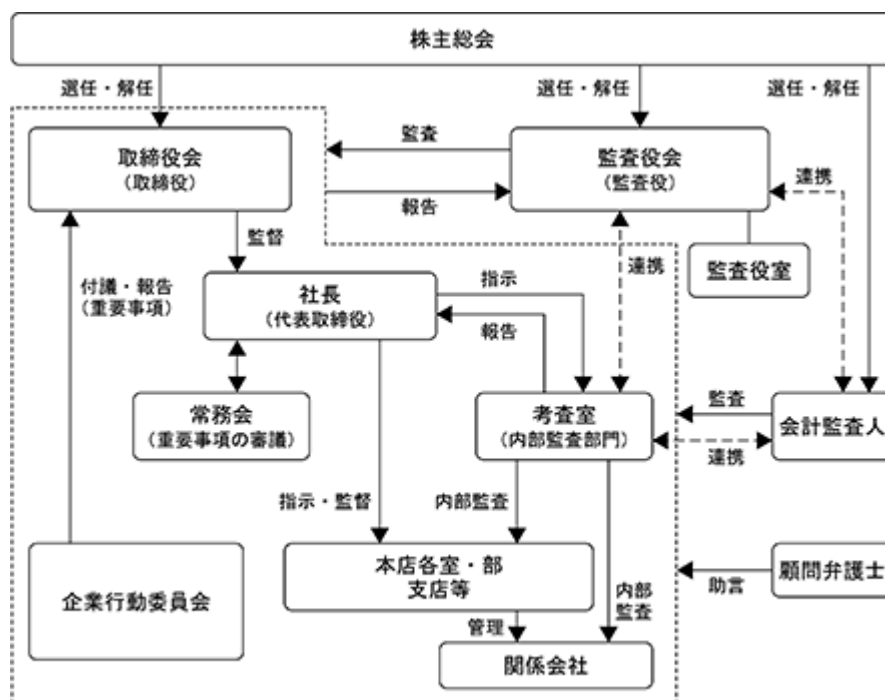 株主総会
選任・解任
選任・解任
選任・解任
取締役会
(取締役)
監査
報告
監査役会
(監査役)
連携
監査役室
監督
連携
付議・報告
(重要事項)
社長
(代表取締役)
指示
報告
常務会
(重要事項の審議)
考査室
(内部監査部門)
監査
会計監査人
連携
指示・監督
内部監査
企業行動委員会
本店各室・部
支店等
内部
監査
顧問弁護士
助言
管理
関係会社